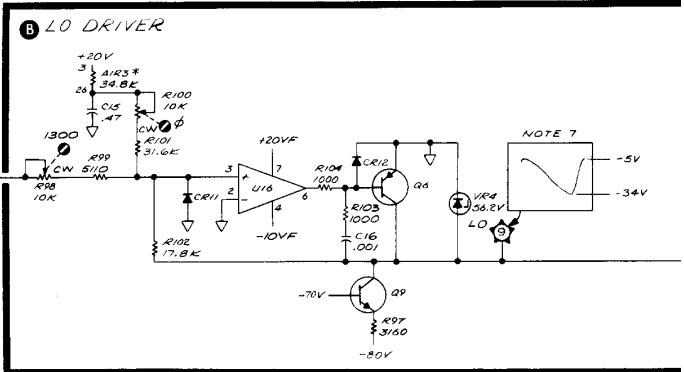 B LO DRIVER
+20V
3
A1R3*
34.8K
26
C15
.47
R100
10K
CW
Ø
R101
31.6K
1300
CW
R98
10K
R99
5110
CR11
R102
17.8K
+20VF
7
3
+
2
−
U16
6
4
-10VF
R104
1000
CR12
R103
1000
C16
.001
Q6
VR4
56.2V
LO
9
NOTE 7
-5V
-34V
-70V
Q9
R97
3160
-80V